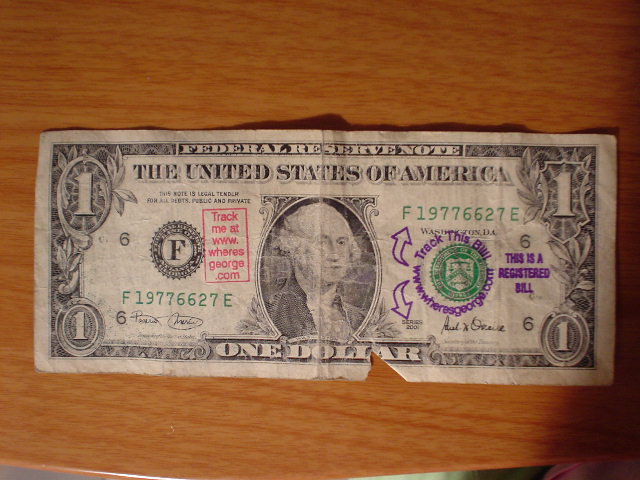 FEDERAL RESERVE NOTE
THE UNITED STATES OF AMERICA
THIS NOTE IS LEGAL TENDER
FOR ALL DEBTS, PUBLIC AND PRIVATE
1
1
F 19776627 E
WASHINGTON, D.C.
6
6
F
Track
me at
www.
wheres
george
.com
Track This Bill
www.wheresgeorge.com
THIS IS A
REGISTERED
BILL
F 19776627 E
6
6
SERIES
2001
1
1
ONE DOLLAR